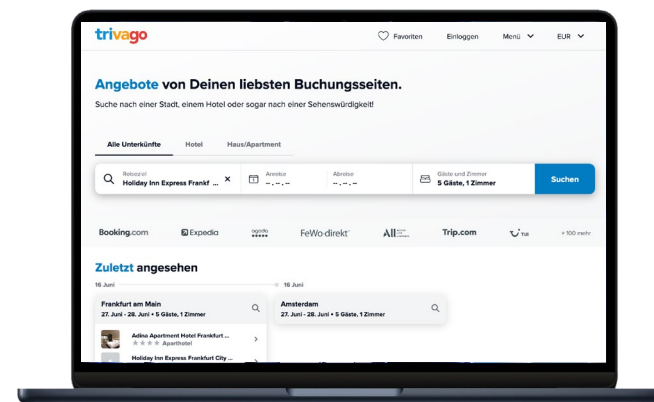 trivago
Favoriten Einloggen Menü EUR
Angebote von Deinen liebsten Buchungsseiten.
Suche nach einer Stadt, einem Hotel oder sogar nach einer Sehenswürdigkeit!
Alle Unterkünfte Hotel Haus/Apartment
Reiseziel Anreise Abreise Gäste und Zimmer
Holiday Inn Express Frankf ... --.--.-- --.--.-- 5 Gäste, 1 Zimmer Suchen
Booking.com Expedia agoda FeWo-direkt All Trip.com TUI + 100 mehr
Zuletzt angesehen
16 Juni 16 Juni
Frankfurt am Main Amsterdam
27. Juni - 28. Juni • 5 Gäste, 1 Zimmer 27. Juni - 28. Juni • 5 Gäste, 1 Zimmer
Adina Apartment Hotel Frankfurt ...
Aparthotel
Holiday Inn Express Frankfurt City ...